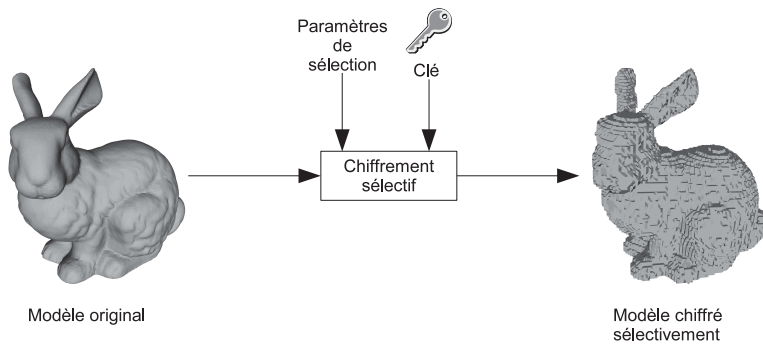 Paramètres
de
sélection
Clé
Chiffrement
sélectif
Modèle original
Modèle chiffré
sélectivement